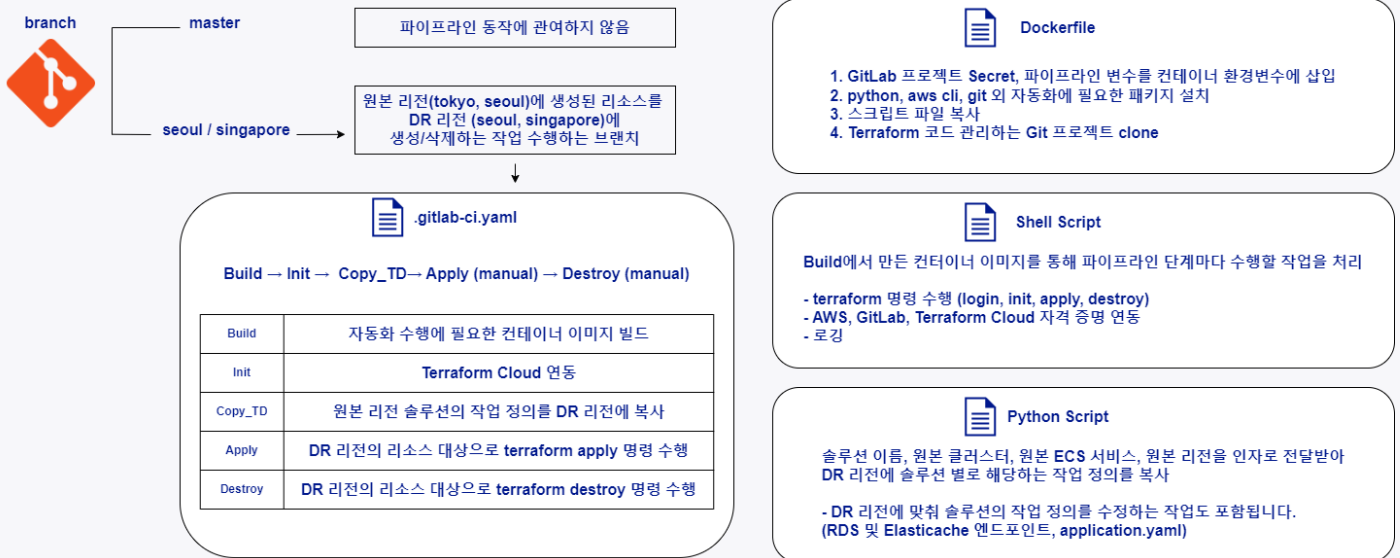 branch
master
파이프라인 동작에 관여하지 않음
seoul / singapore
원본 리전(tokyo, seoul)에 생성된 리소스를
DR 리전 (seoul, singapore)에
생성/삭제하는 작업 수행하는 브랜치
.gitlab-ci.yaml
Build → Init → Copy_TD→ Apply (manual) → Destroy (manual)
Build 자동화 수행에 필요한 컨테이너 이미지 빌드
Init Terraform Cloud 연동
Copy_TD 원본 리전 솔루션의 작업 정의를 DR 리전에 복사
Apply DR 리전의 리소스 대상으로 terraform apply 명령 수행
Destroy DR 리전의 리소스 대상으로 terraform destroy 명령 수행
Dockerfile
1. GitLab 프로젝트 Secret, 파이프라인 변수를 컨테이너 환경변수에 삽입
2. python, aws cli, git 외 자동화에 필요한 패키지 설치
3. 스크립트 파일 복사
4. Terraform 코드 관리하는 Git 프로젝트 clone
Shell Script
Build에서 만든 컨터이너 이미지를 통해 파이프라인 단계마다 수행할 작업을 처리
- terraform 명령 수행 (login, init, apply, destroy)
- AWS, GitLab, Terraform Cloud 자격 증명 연동
- 로깅
Python Script
솔루션 이름, 원본 클러스터, 원본 ECS 서비스, 원본 리전을 인자로 전달받아
DR 리전에 솔루션 별로 해당하는 작업 정의를 복사
- DR 리전에 맞춰 솔루션의 작업 정의를 수정하는 작업도 포함됩니다.
(RDS 및 Elasticache 엔드포인트, application.yaml)